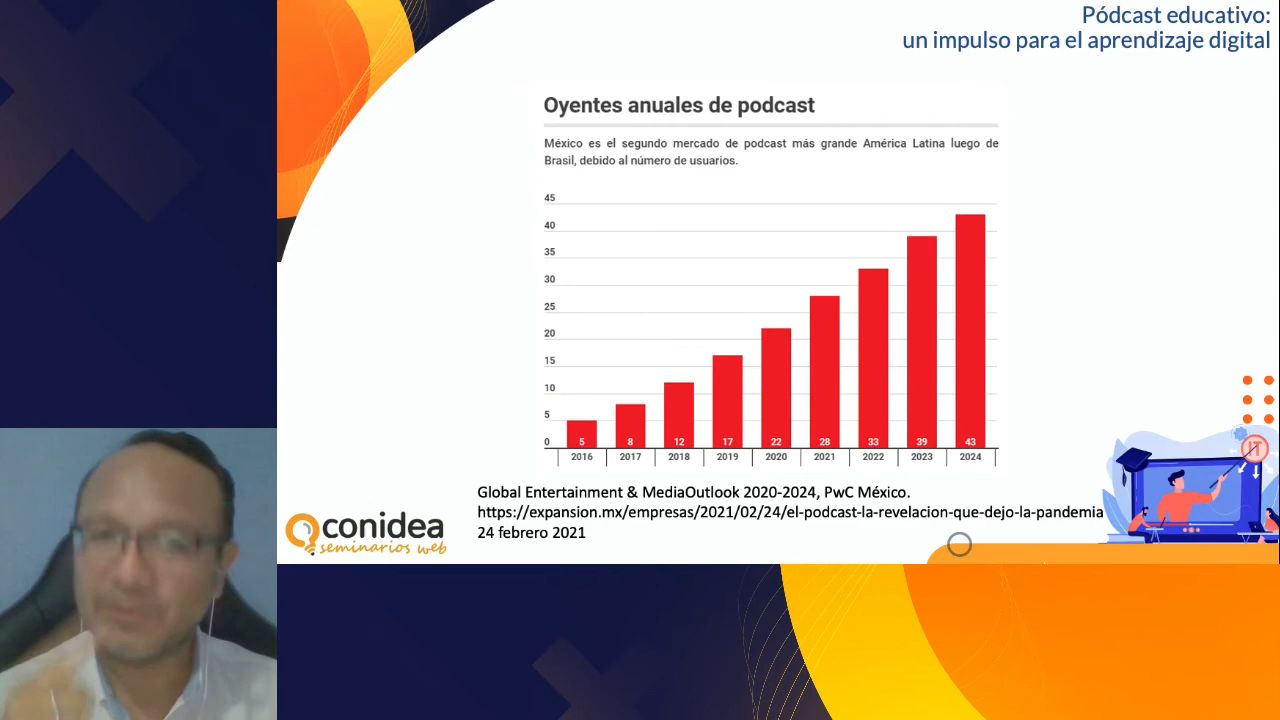 Pódcast educativo:
un impulso para el aprendizaje digital
Oyentes anuales de podcast
México es el segundo mercado de podcast más grande América Latina luego de
Brasil, debido al número de usuarios.
45
40
35
30
25
20
15
10
5
0
5 8 12 17 22 28 33 39 43
2016 2017 2018 2019 2020 2021 2022 2023 2024
Global Entertainment & MediaOutlook 2020-2024, PwC México.
https://expansion.mx/empresas/2021/02/24/el-podcast-la-revelacion-que-dejo-la-pandemia
24 febrero 2021
conidea
seminarios web
IT